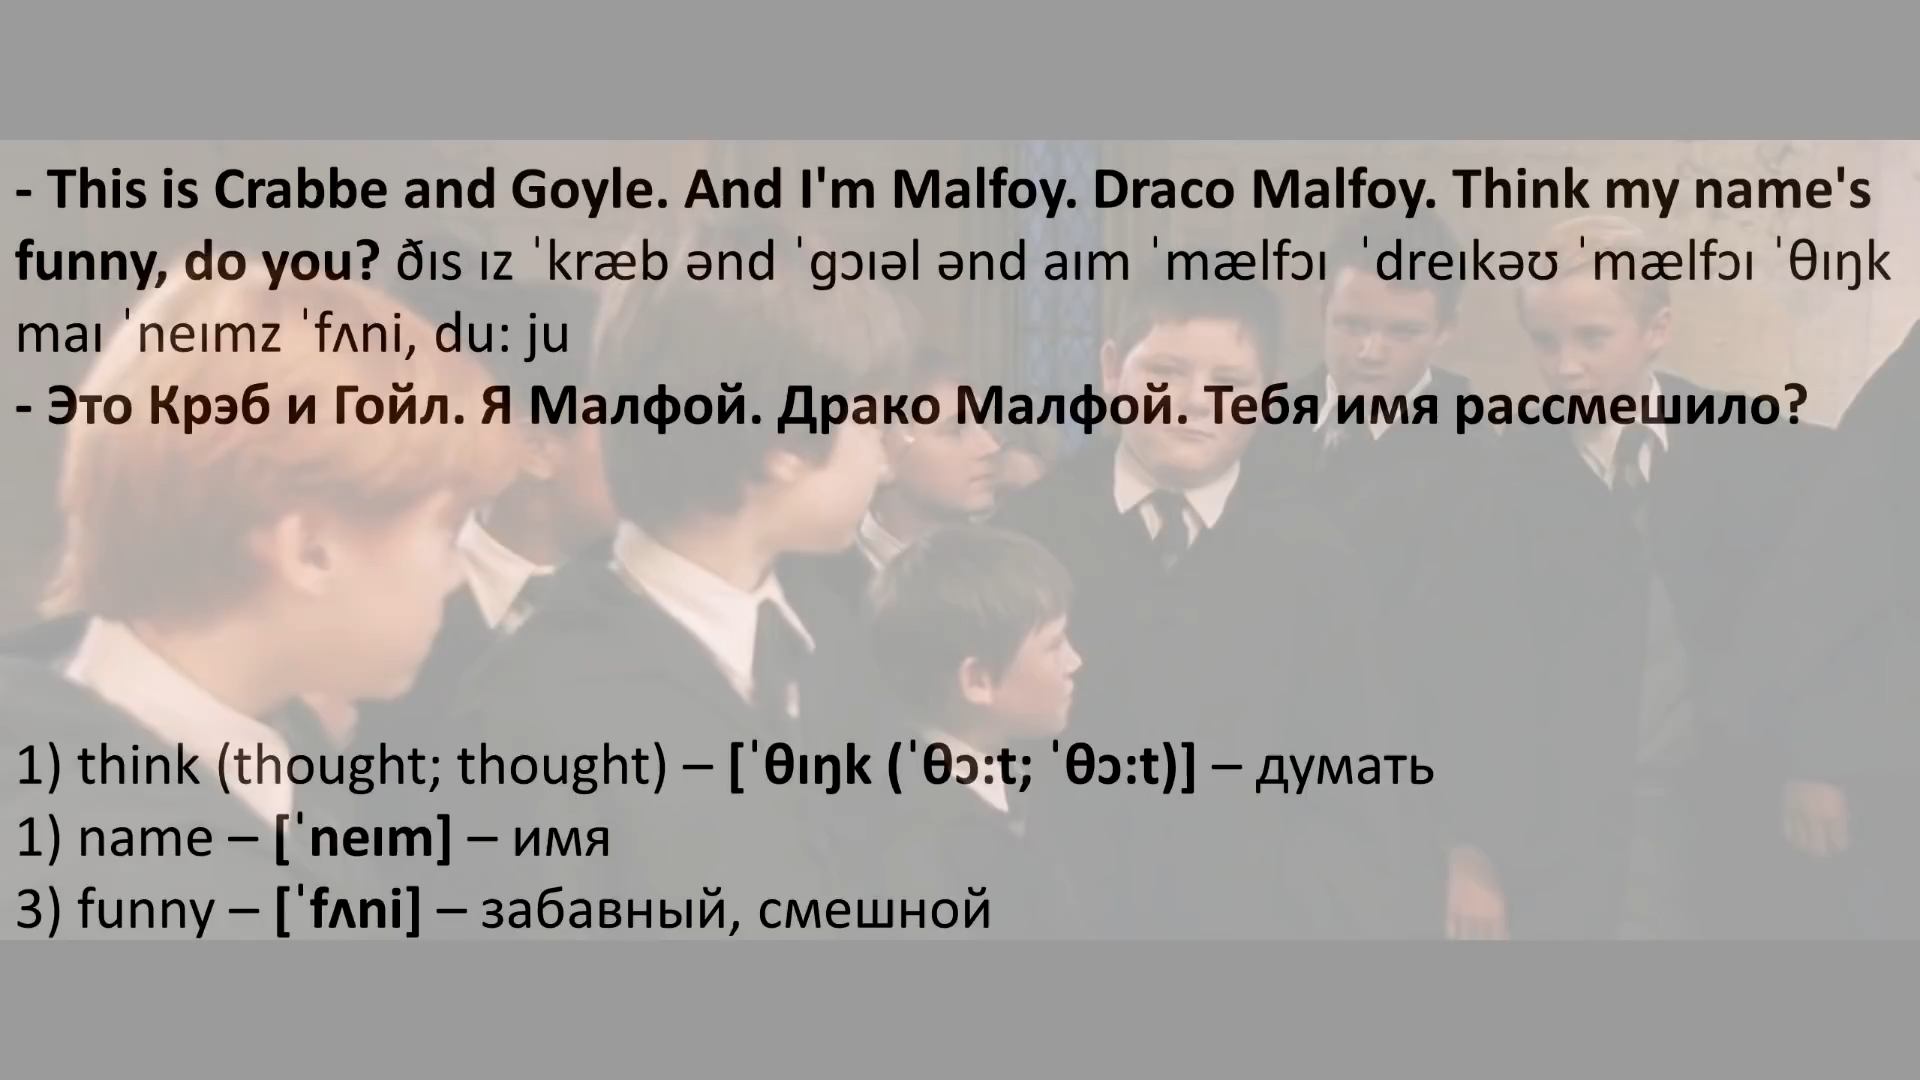 - This is Crabbe and Goyle. And I'm Malfoy. Draco Malfoy. Think my name's
funny, do you? ðɪs ɪz ˈkræb ənd ˈgɔɪəl ənd aɪm ˈmælfɔɪ ˈdreɪkəʊ ˈmælfɔɪ ˈθɪŋk
maɪ ˈneɪmz ˈfʌni, du: ju
- Это Крэб и Гойл. Я Малфой. Драко Малфой. Тебя имя рассмешило?
1) think (thought; thought) – [ˈθɪŋk (ˈθɔ:t; ˈθɔ:t)] – думать
1) name – [ˈneɪm] – имя
3) funny – [ˈfʌni] – забавный, смешной